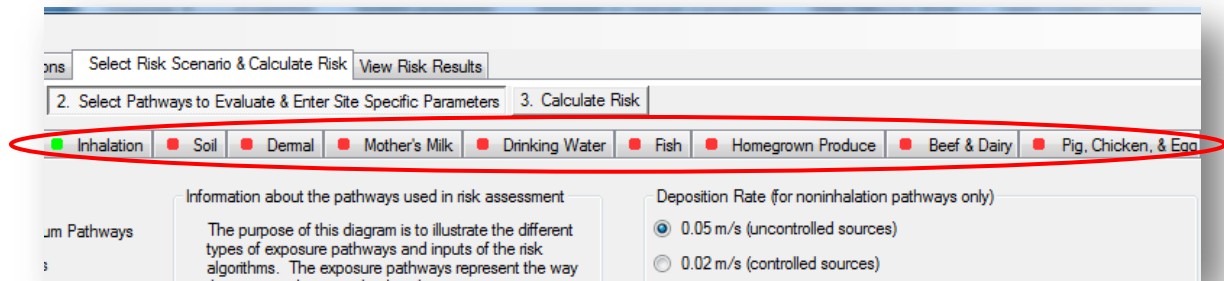 ons Select Risk Scenario & Calculate Risk View Risk Results
2. Select Pathways to Evaluate & Enter Site Specific Parameters 3. Calculate Risk
Inhalation Soil Dermal Mother's Milk Drinking Water Fish Homegrown Produce Beef & Dairy Pig, Chicken, & Egg
Information about the pathways used in risk assessment Deposition Rate (for noninhalation pathways only)
um Pathways The purpose of this diagram is to illustrate the different 0.05 m/s (uncontrolled sources)
s types of exposure pathways and inputs of the risk
algorithms. The exposure pathways represent the way 0.02 m/s (controlled sources)